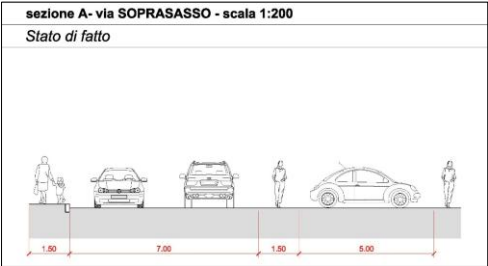 sezione A- via SOPRASASSO - scala 1:200
Stato di fatto
1.50 7.00 1.50 5.00